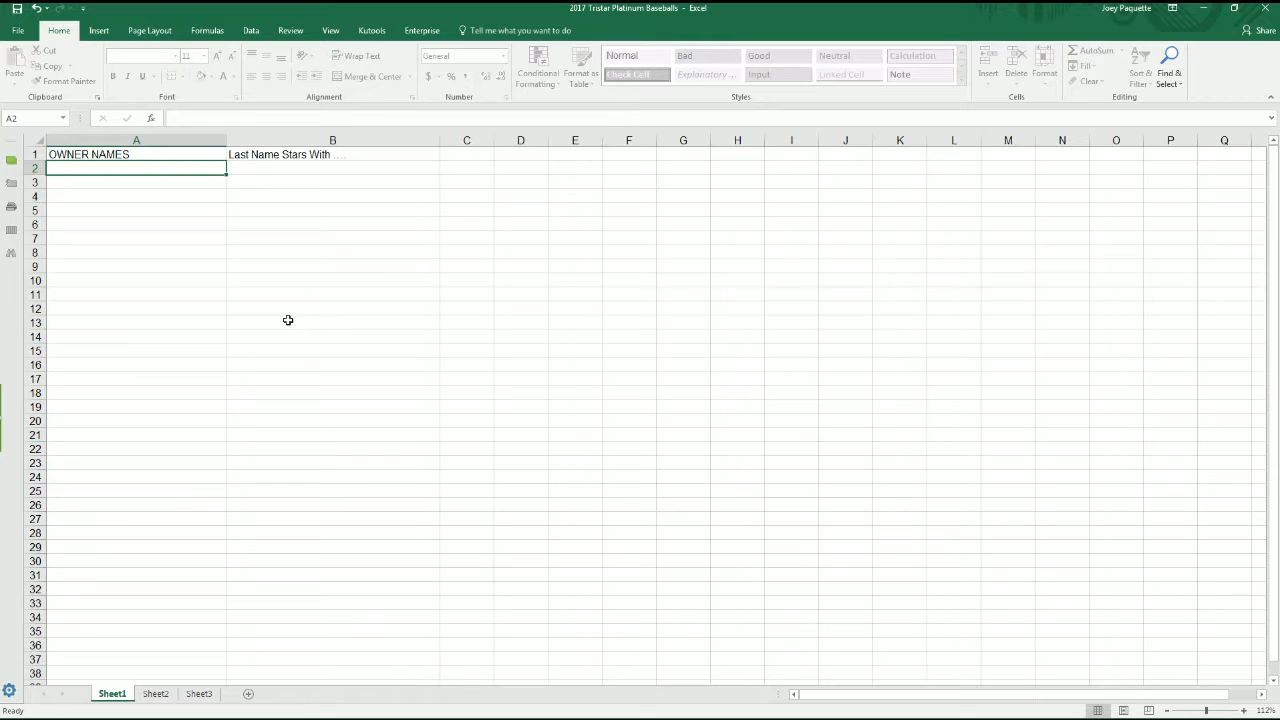 2017 Tristar Platinum Baseballs - Excel
Joey Paquette
File Home Insert Page Layout Formulas Data Review View Kutools Enterprise Tell me what you want to do Share
Paste
Cut
Copy
Format Painter
Clipboard
11
B I U
Font
Wrap Text
Merge & Center
Alignment
General
$ % ,
Number
Conditional Formatting
Format as Table
Normal Bad Good Neutral Calculation
Check Cell Explanatory ... Input Linked Cell Note
Styles
Insert Delete Format
Cells
AutoSum
Fill
Clear
Sort & Filter
Find & Select
Editing
A2 fx
A B C D E F G H I J K L M N O P Q
1 OWNER NAMES Last Name Stars With ....
2
3
4
5
6
7
8
9
10
11
12
13
14
15
16
17
18
19
20
21
22
23
24
25
26
27
28
29
30
31
32
33
34
35
36
37
38
Sheet1 Sheet2 Sheet3
Ready
112%